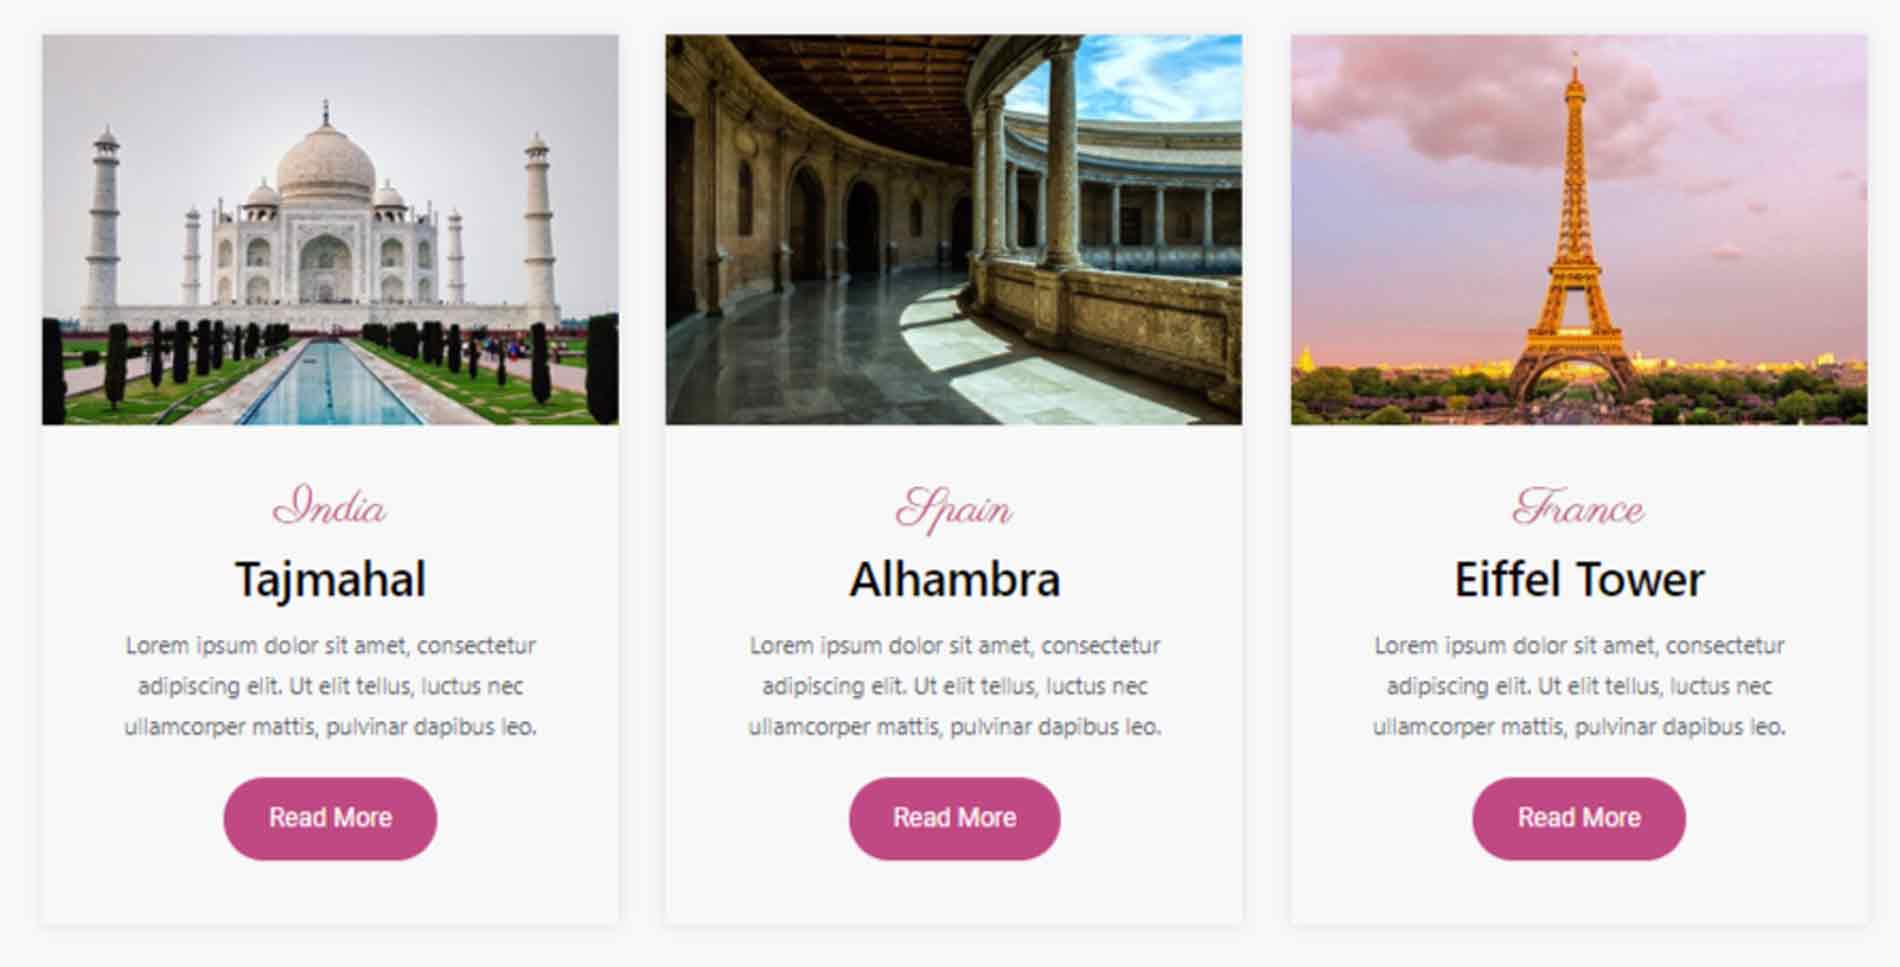 India
Tajmahal
Lorem ipsum dolor sit amet, consectetur
adipiscing elit. Ut elit tellus, luctus nec
ullamcorper mattis, pulvinar dapibus leo.
Read More
Spain
Alhambra
Lorem ipsum dolor sit amet, consectetur
adipiscing elit. Ut elit tellus, luctus nec
ullamcorper mattis, pulvinar dapibus leo.
Read More
France
Eiffel Tower
Lorem ipsum dolor sit amet, consectetur
adipiscing elit. Ut elit tellus, luctus nec
ullamcorper mattis, pulvinar dapibus leo.
Read More